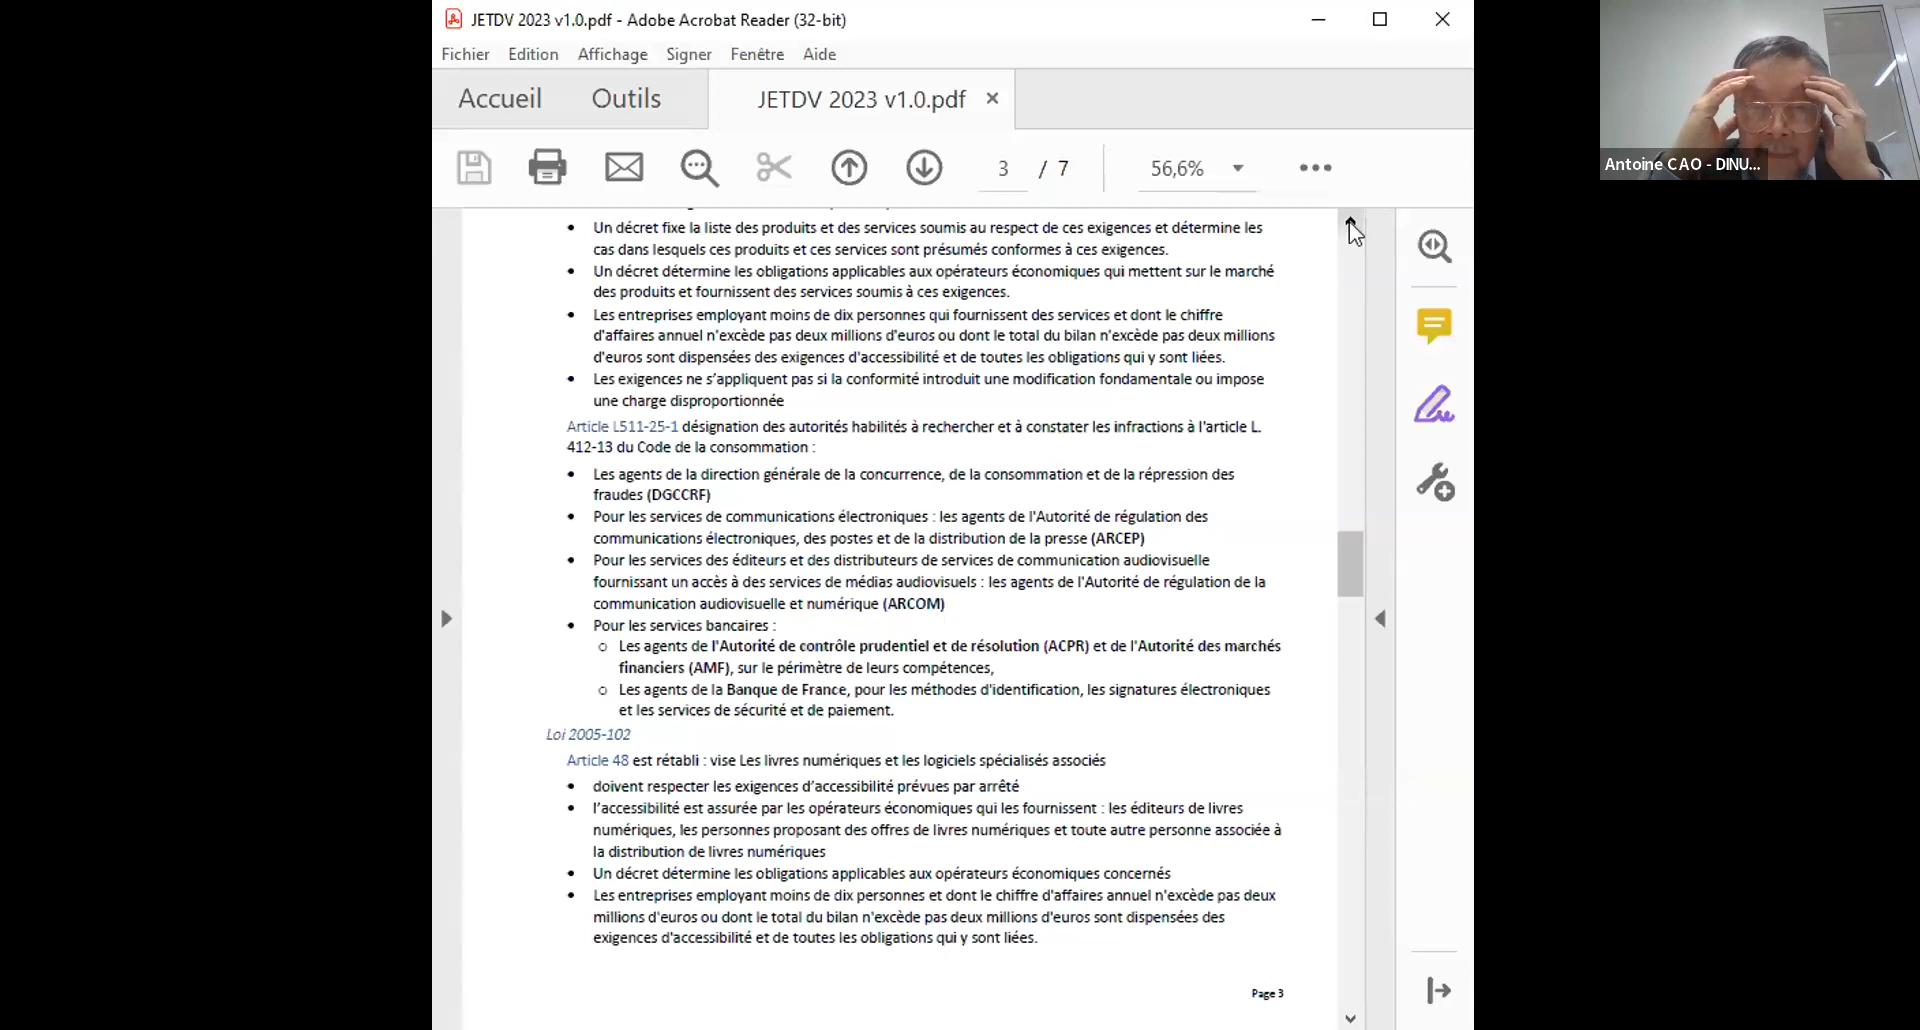 JETDV 2023 v1.0.pdf - Adobe Acrobat Reader (32-bit)
Fichier Edition Affichage Signer Fenêtre Aide
Accueil Outils JETDV 2023 v1.0.pdf ×
3 / 7 56,6%
Antoine CAO - DINU...
• Un décret fixe la liste des produits et des services soumis au respect de ces exigences et détermine les
cas dans lesquels ces produits et ces services sont présumés conformes à ces exigences.
• Un décret détermine les obligations applicables aux opérateurs économiques qui mettent sur le marché
des produits et fournissent des services soumis à ces exigences.
• Les entreprises employant moins de dix personnes qui fournissent des services et dont le chiffre
d'affaires annuel n'excède pas deux millions d'euros ou dont le total du bilan n'excède pas deux millions
d'euros sont dispensées des exigences d'accessibilité et de toutes les obligations qui y sont liées.
• Les exigences ne s’appliquent pas si la conformité introduit une modification fondamentale ou impose
une charge disproportionnée
Article L511-25-1 désignation des autorités habilités à rechercher et à constater les infractions à l'article L.
412-13 du Code de la consommation :
• Les agents de la direction générale de la concurrence, de la consommation et de la répression des
fraudes (DGCCRF)
• Pour les services de communications électroniques : les agents de l'Autorité de régulation des
communications électroniques, des postes et de la distribution de la presse (ARCEP)
• Pour les services des éditeurs et des distributeurs de services de communication audiovisuelle
fournissant un accès à des services de médias audiovisuels : les agents de l'Autorité de régulation de la
communication audiovisuelle et numérique (ARCOM)
• Pour les services bancaires :
o Les agents de l'Autorité de contrôle prudentiel et de résolution (ACPR) et de l'Autorité des marchés
financiers (AMF), sur le périmètre de leurs compétences,
o Les agents de la Banque de France, pour les méthodes d'identification, les signatures électroniques
et les services de sécurité et de paiement.
Loi 2005-102
Article 48 est rétabli : vise Les livres numériques et les logiciels spécialisés associés
• doivent respecter les exigences d’accessibilité prévues par arrêté
• l’accessibilité est assurée par les opérateurs économiques qui les fournissent : les éditeurs de livres
numériques, les personnes proposant des offres de livres numériques et toute autre personne associée à
la distribution de livres numériques
• Un décret détermine les obligations applicables aux opérateurs économiques concernés
• Les entreprises employant moins de dix personnes et dont le chiffre d'affaires annuel n'excède pas deux
millions d'euros ou dont le total du bilan n'excède pas deux millions d'euros sont dispensées des
exigences d'accessibilité et de toutes les obligations qui y sont liées.
Page 3